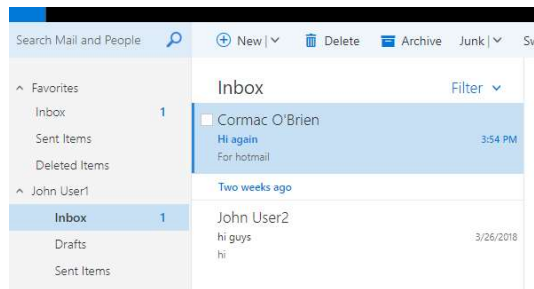 Search Mail and People
New Delete Archive Junk
Favorites
Inbox 1
Sent Items
Deleted Items
John User1
Inbox 1
Drafts
Sent Items
Inbox Filter
Cormac O'Brien
Hi again 3:54 PM
For hotmail
Two weeks ago
John User2
hi guys 3/26/2018
hi